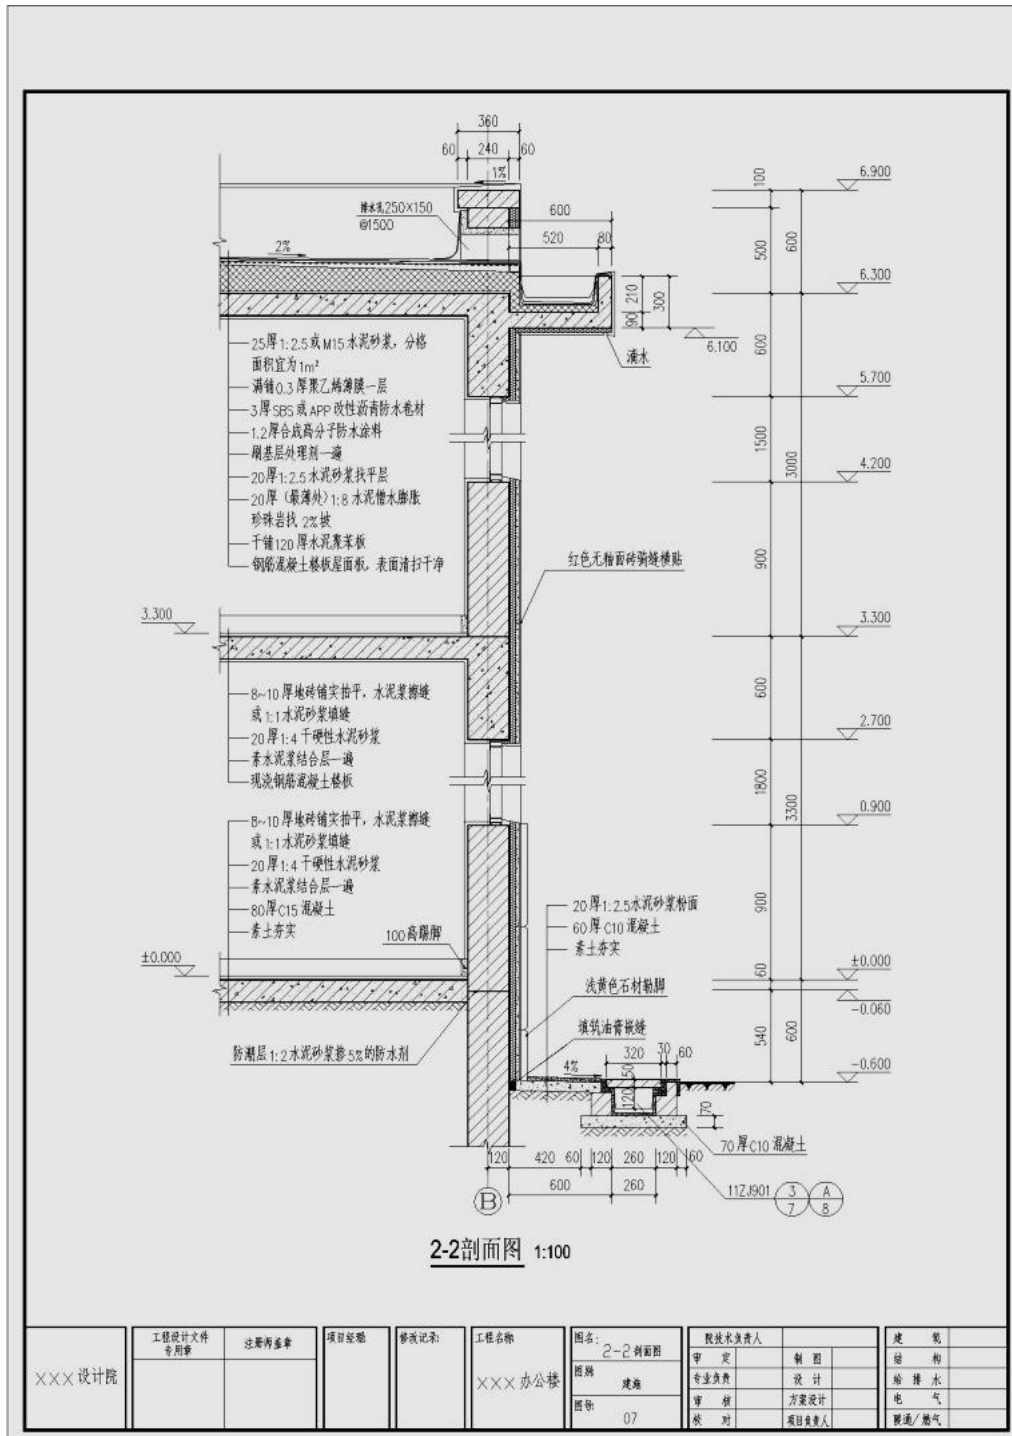 360
60 240 60
1%
排水孔250X150
@1500
600
520 80
2%
210
90
300
6.100
滴水
100
500
600
6.900
6.300
600
5.700
1500
3000
4.200
900
3.300
600
2.700
1800
3300
0.900
900
60
±0.000
-0.060
540
600
-0.600
25厚1:2.5或M15水泥砂浆，分格
面积宜为1m²
满铺0.3厚聚乙烯薄膜一层
3厚SBS或APP改性沥青防水卷材
1.2厚合成高分子防水涂料
刷基层处理剂一遍
20厚1:2.5水泥砂浆找平层
20厚（最薄处）1:8水泥憎水膨胀
珍珠岩找2%坡
干铺120厚水泥聚苯板
钢筋混凝土楼板屋面板，表面清扫干净
红色无釉面砖骑缝横贴
3.300
8~10厚地砖铺实拍平，水泥浆擦缝
或1:1水泥砂浆填缝
20厚1:4干硬性水泥砂浆
素水泥浆结合层一遍
现浇钢筋混凝土楼板
8~10厚地砖铺实拍平，水泥浆擦缝
或1:1水泥砂浆填缝
20厚1:4干硬性水泥砂浆
素水泥浆结合层一遍
80厚C15混凝土
素土夯实
100高踢脚
±0.000
20厚1:2.5水泥砂浆粉面
60厚C10混凝土
素土夯实
浅黄色石材勒脚
填筑油膏嵌缝
防潮层1:2水泥砂浆掺5%的防水剂
4%
320 30 60
50
120
70
70厚C10混凝土
120 420 60 120 260 120 60
600 260
B
11ZJ901
3
7
A
8
2-2剖面图 1:100
XXX设计院
工程设计文件
专用章
注册师盖章
项目经理:
修改记录:
工程名称:
XXX办公楼
图名:
2-2剖面图
图别:
建施
图号:
07
院技术负责人
审 定
制 图
专业负责
设 计
审 核
方案设计
校 对
项目负责人
建 筑
结 构
给 排 水
电 气
暖通/燃气